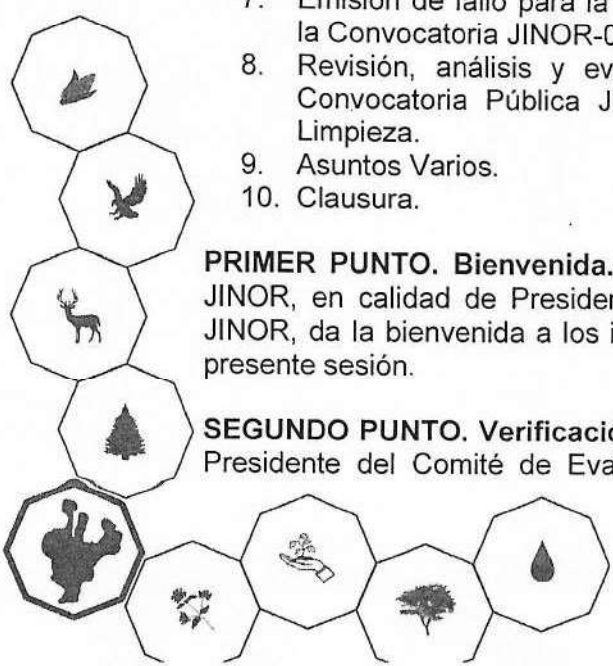 7. Emisión de fallo para la
la Convocatoria JINOR-0
8. Revisión, análisis y ev
Convocatoria Pública J
Limpieza.
9. Asuntos Varios.
10. Clausura.
PRIMER PUNTO. Bienvenida.
JINOR, en calidad de Presiden
JINOR, da la bienvenida a los i
presente sesión.
SEGUNDO PUNTO. Verificació
Presidente del Comité de Eva